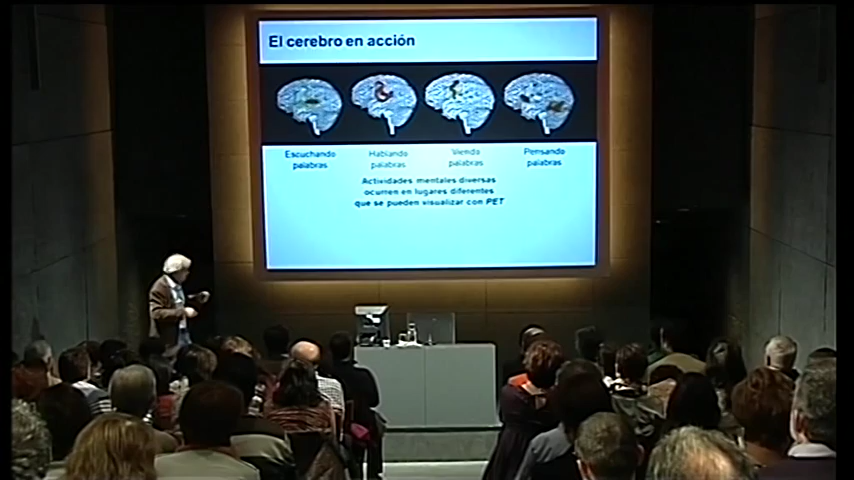 El cerebro en acción
Escuchando palabras
Hablando palabras
Viendo palabras
Pensando palabras
Actividades mentales diversas
ocurren en lugares diferentes
que se pueden visualizar con PET